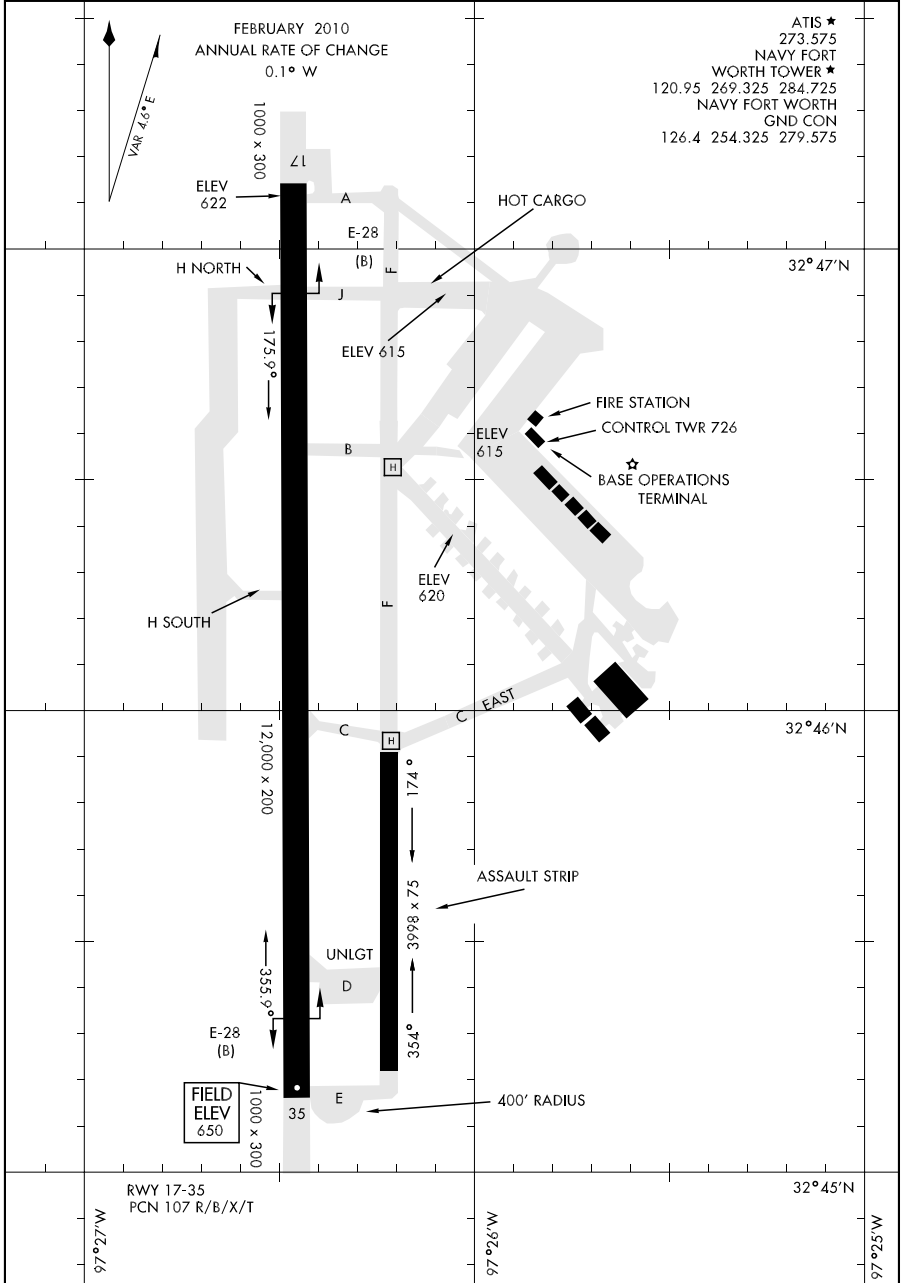 FEBRUARY 2010
ANNUAL RATE OF CHANGE
0.1° W
VAR 4.6° E
ATIS ★
273.575
NAVY FORT
WORTH TOWER ★
120.95 269.325 284.725
NAVY FORT WORTH
GND CON
126.4 254.325 279.575
1000 x 300
17
ELEV
622
A
HOT CARGO
E-28
(B)
F
H NORTH
32°47'N
J
175.9°
ELEV 615
FIRE STATION
CONTROL TWR 726
ELEV
615
B
H
BASE OPERATIONS
TERMINAL
ELEV
620
F
H SOUTH
C EAST
C
H
32°46'N
12,000 x 200
174°
ASSAULT STRIP
3998 x 75
UNLGT
D
355.9°
354°
E-28
(B)
FIELD
ELEV
650
E
400' RADIUS
35
1000 x 300
RWY 17-35
PCN 107 R/B/X/T
32°45'N
97°27'W
97°26'W
97°25'W